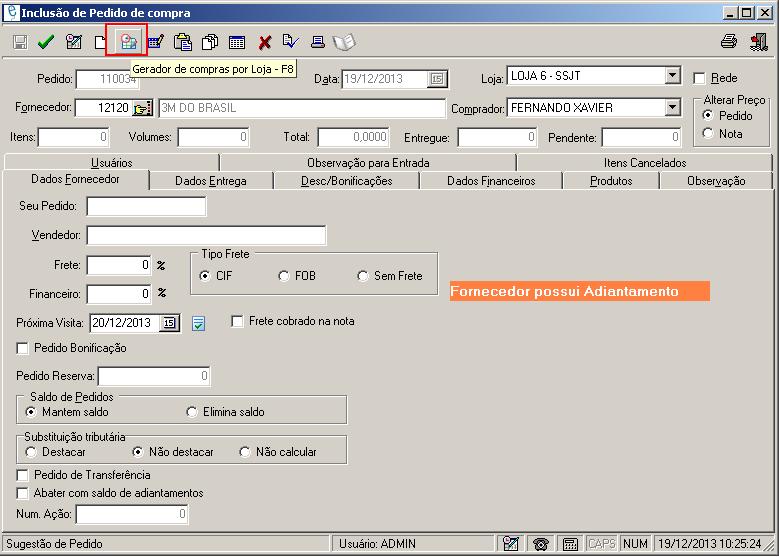 Inclusão de Pedido de compra
Gerador de compras por Loja - F8
Pedido: 110034 Data: 19/12/2013 15 Loja: LOJA 6 - SSJT Rede
Fornecedor: 12120 3M DO BRASIL Comprador: FERNANDO XAVIER
Alterar Preço
Pedido
Nota
Itens: 0 Volumes: 0 Total: 0,0000 Entregue: 0 Pendente: 0
Usuários Observação para Entrada Itens Cancelados
Dados Fornecedor Dados Entrega Desc/Bonificações Dados Financeiros Produtos Observação
Seu Pedido:
Vendedor:
Frete: 0 %
Tipo Frete
CIF FOB Sem Frete
Financeiro: 0 %
Fornecedor possui Adiantamento
Próxima Visita: 20/12/2013 15 Frete cobrado na nota
Pedido Bonificação
Pedido Reserva: 0
Saldo de Pedidos
Mantem saldo Elimina saldo
Substituição tributária
Destacar Não destacar Não calcular
Pedido de Transferência
Abater com saldo de adiantamentos
Num. Ação: 0
Sugestão de Pedido Usuário: ADMIN CAPS NUM 19/12/2013 10:25:24